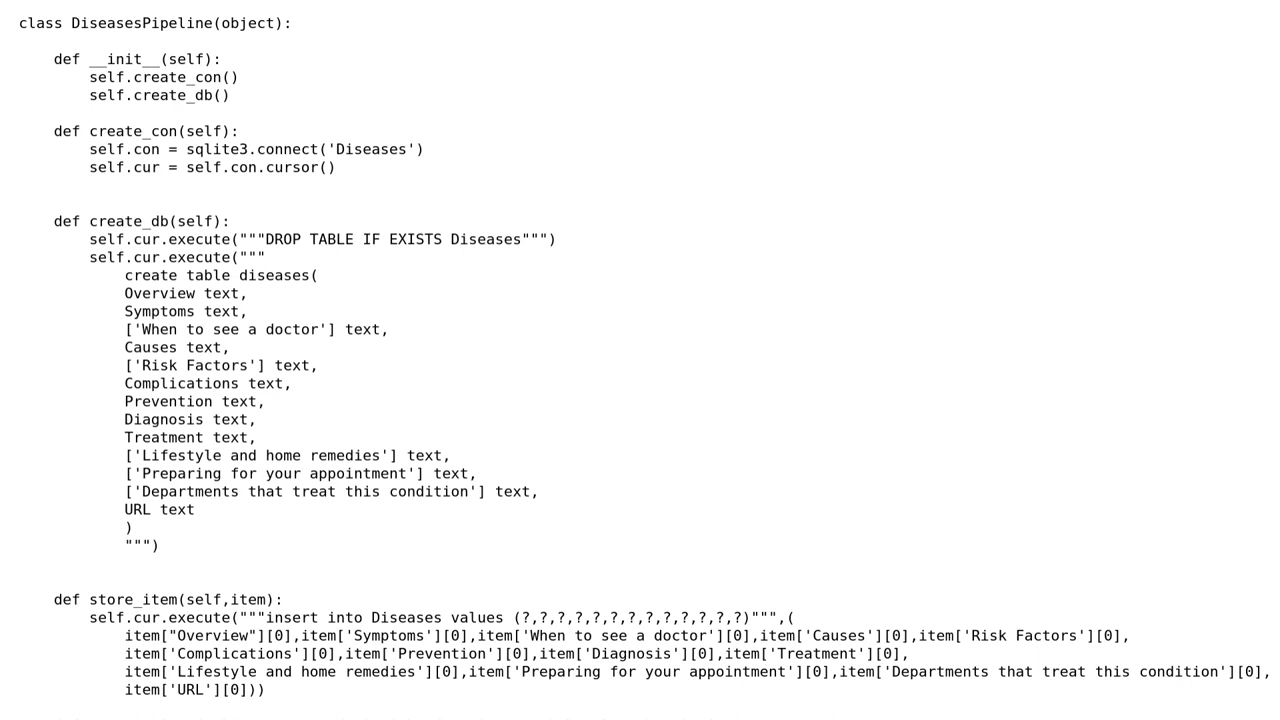 class DiseasesPipeline(object):
def __init__(self):
self.create_con()
self.create_db()
def create_con(self):
self.con = sqlite3.connect('Diseases')
self.cur = self.con.cursor()
def create_db(self):
self.cur.execute("""DROP TABLE IF EXISTS Diseases""")
self.cur.execute("""
create table diseases(
Overview text,
Symptoms text,
['When to see a doctor'] text,
Causes text,
['Risk Factors'] text,
Complications text,
Prevention text,
Diagnosis text,
Treatment text,
['Lifestyle and home remedies'] text,
['Preparing for your appointment'] text,
['Departments that treat this condition'] text,
URL text
)
""")
def store_item(self,item):
self.cur.execute("""insert into Diseases values (?,?,?,?,?,?,?,?,?,?,?,?,?)""",(
item["Overview"][0],item['Symptoms'][0],item['When to see a doctor'][0],item['Causes'][0],item['Risk Factors'][0],
item['Complications'][0],item['Prevention'][0],item['Diagnosis'][0],item['Treatment'][0],
item['Lifestyle and home remedies'][0],item['Preparing for your appointment'][0],item['Departments that treat this condition'][0],
item['URL'][0]))